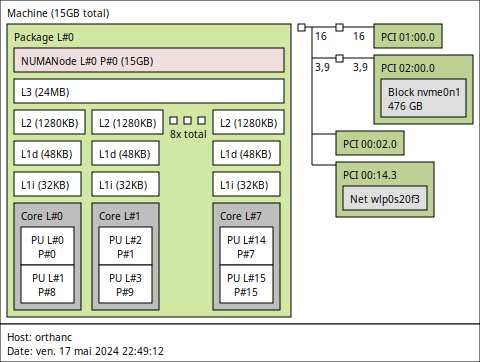 Machine (15GB total)
Package L#0
NUMANode L#0 P#0 (15GB)
L3 (24MB)
L2 (1280KB) L2 (1280KB) L2 (1280KB)
8x total
L1d (48KB) L1d (48KB) L1d (48KB)
L1i (32KB) L1i (32KB) L1i (32KB)
Core L#0 Core L#1 Core L#7
PU L#0 PU L#2 PU L#14
P#0 P#1 P#7
PU L#1 PU L#3 PU L#15
P#8 P#9 P#15
16 16 PCI 01:00.0
3,9 3,9 PCI 02:00.0
Block nvme0n1
476 GB
PCI 00:02.0
PCI 00:14.3
Net wlp0s20f3
Host: orthanc
Date: ven. 17 mai 2024 22:49:12